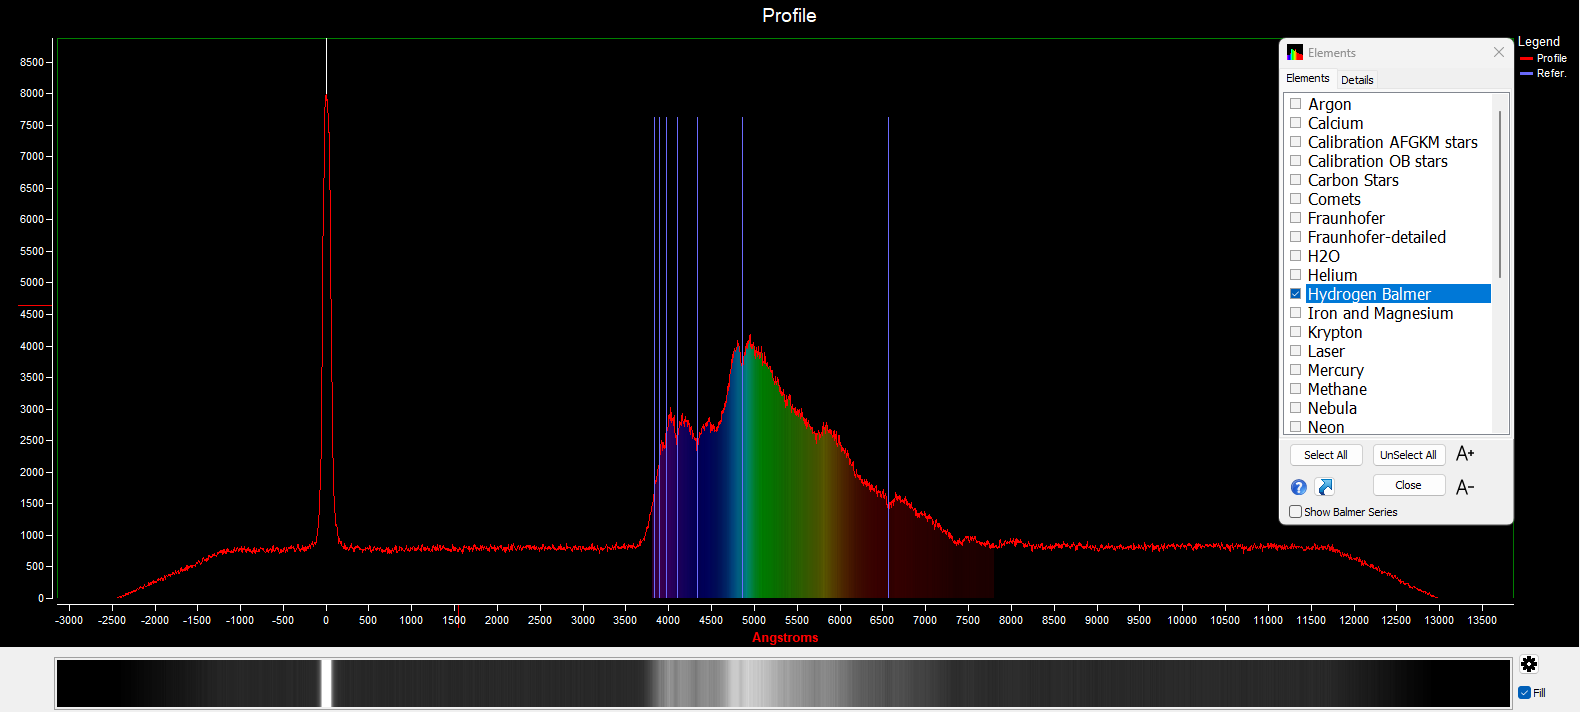 Profile
Legend
Profile
Refer.
8500
8000
7500
7000
6500
6000
5500
5000
4500
4000
3500
3000
2500
2000
1500
1000
500
0
-3000 -2500 -2000 -1500 -1000 -500 0 500 1000 1500 2000 2500 3000 3500 4000 4500 5000 5500 6000 6500 7000 7500 8000 8500 9000 9500 10000 10500 11000 11500 12000 12500 13000 13500
Angstroms
Elements
Elements Details
Argon
Calcium
Calibration AFGKM stars
Calibration OB stars
Carbon Stars
Comets
Fraunhofer
Fraunhofer-detailed
H2O
Helium
Hydrogen Balmer
Iron and Magnesium
Krypton
Laser
Mercury
Methane
Nebula
Neon
Select All UnSelect All A+
? Close A-
Show Balmer Series
Fill